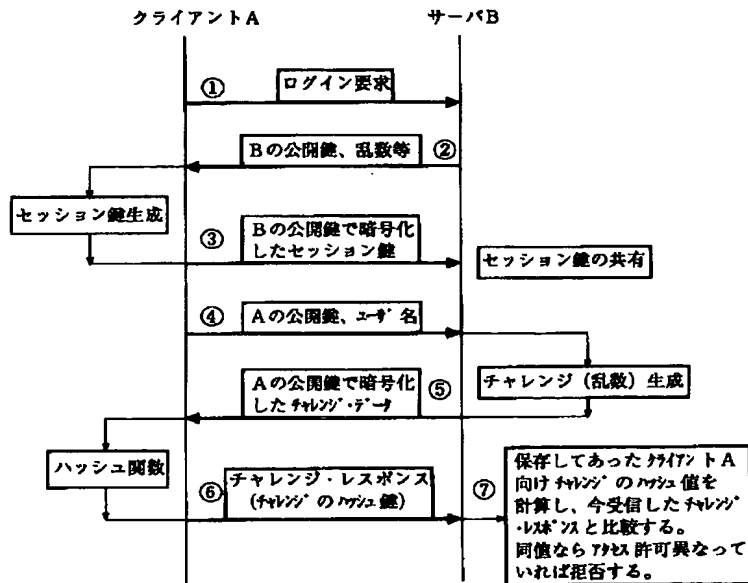 クライアントA
サーバB
①
ログイン要求
Bの公開鍵、乱数等
②
セッション鍵生成
③
Bの公開鍵で暗号化
したセッション鍵
セッション鍵の共有
④
Aの公開鍵、ユーザ名
チャレンジ(乱数)生成
Aの公開鍵で暗号化
したチャレンジ・データ
⑤
ハッシュ関数
⑥
チャレンジ・レスポンス
(チャレンジのハッシュ鍵)
⑦
保存してあったクライアントA
向けチャレンジのハッシュ値を
計算し、今受信したチャレンジ
・レスポンスと比較する。
同値ならアクセス許可異なって
いれば拒否する。